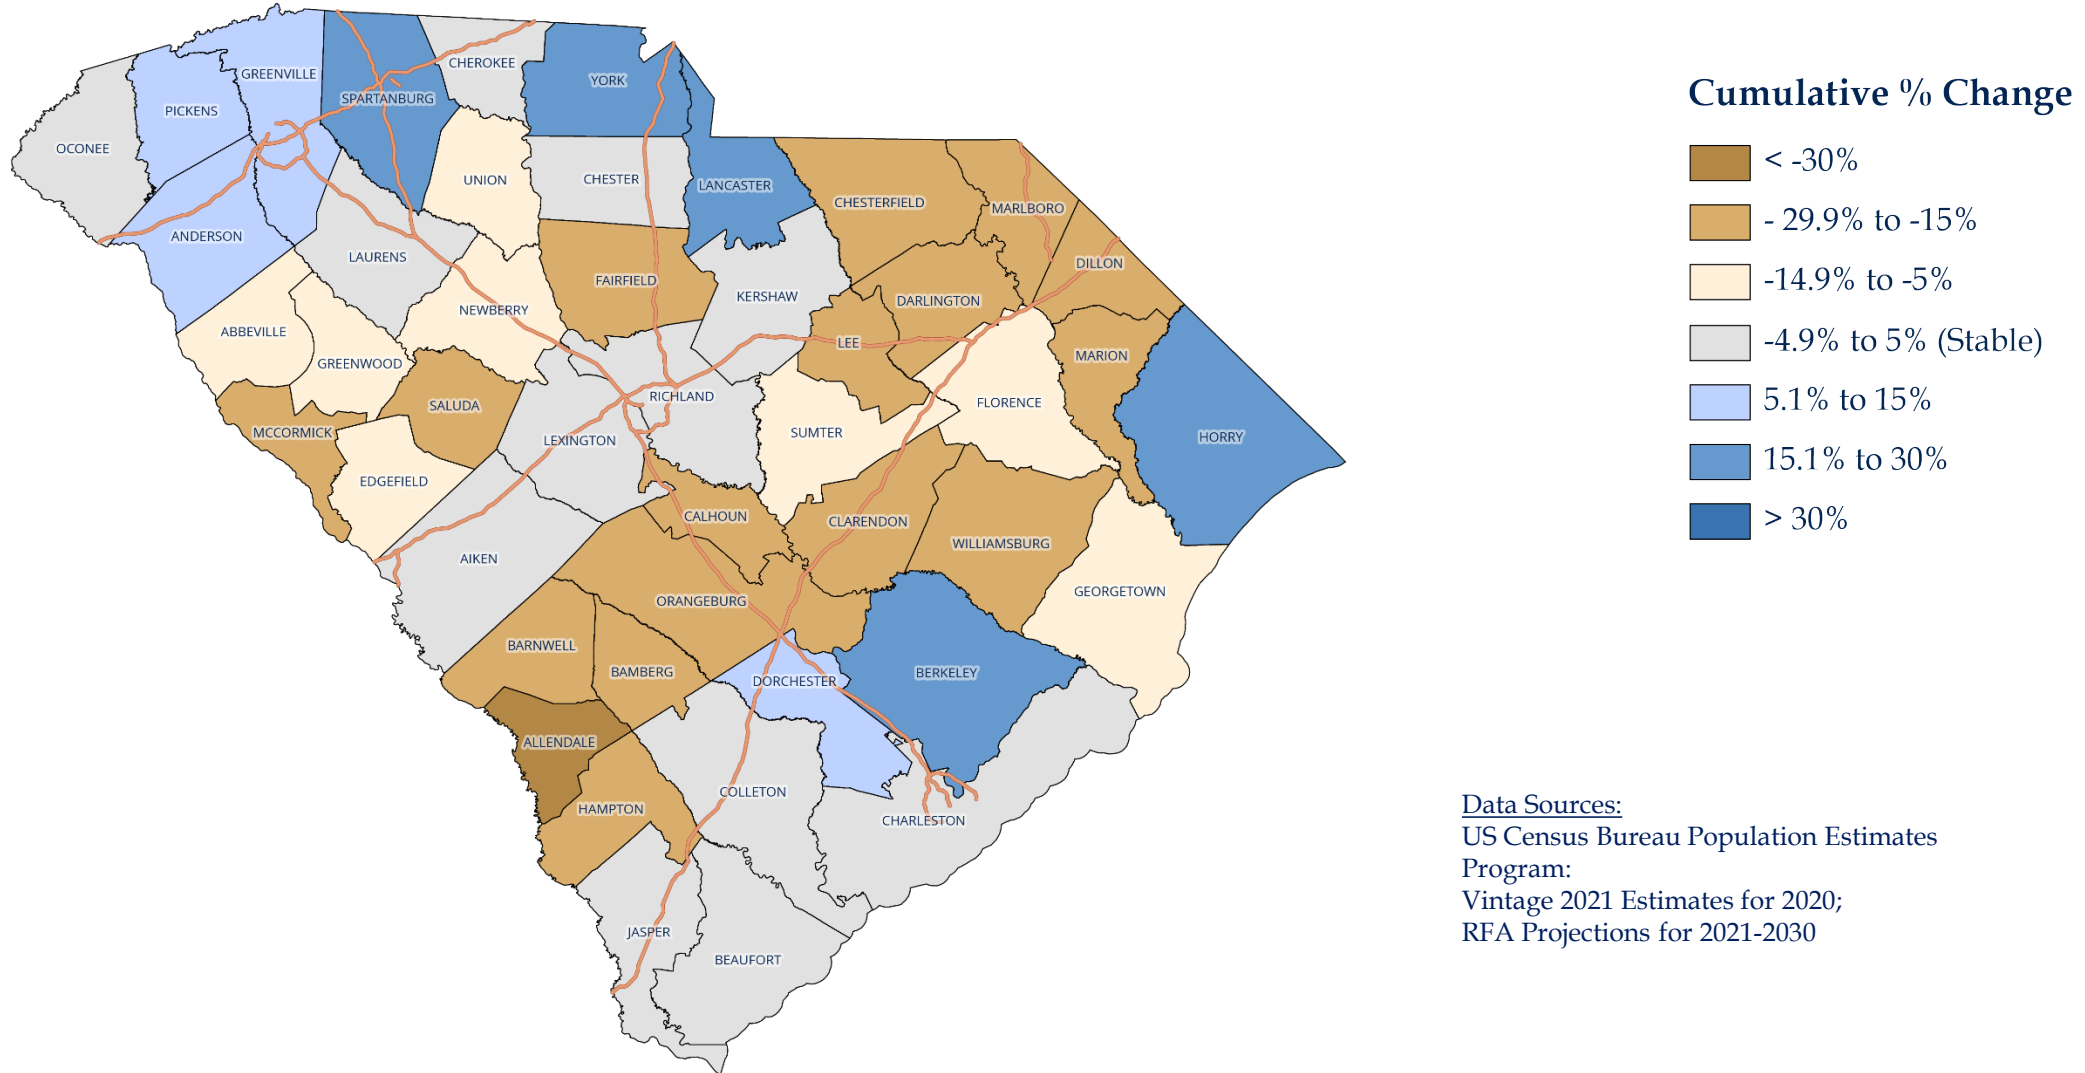 GREENVILLE
CHEROKEE
YORK
SPARTANBURG
PICKENS
OCONEE
UNION
CHESTER
LANCASTER
CHESTERFIELD
MARLBORO
ANDERSON
LAURENS
DILLON
FAIRFIELD
KERSHAW
DARLINGTON
NEWBERRY
ABBEVILLE
LEE
MARION
GREENWOOD
RICHLAND
FLORENCE
SALUDA
MCCORMICK
LEXINGTON
SUMTER
HORRY
EDGEFIELD
CALHOUN
CLARENDON
WILLIAMSBURG
AIKEN
GEORGETOWN
ORANGEBURG
BARNWELL
BAMBERG
DORCHESTER
BERKELEY
ALLENDALE
COLLETON
HAMPTON
CHARLESTON
JASPER
BEAUFORT
Cumulative % Change
< -30%
- 29.9% to -15%
-14.9% to -5%
-4.9% to 5% (Stable)
5.1% to 15%
15.1% to 30%
> 30%
Data Sources:
US Census Bureau Population Estimates
Program:
Vintage 2021 Estimates for 2020;
RFA Projections for 2021-2030